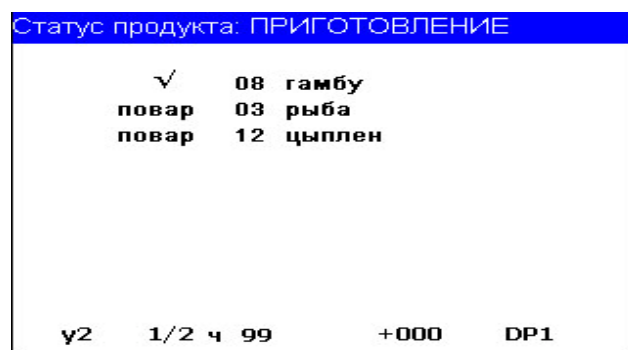 Статус продукта: ПРИГОТОВЛЕНИЕ
√ 08 гамбу
повар 03 рыба
повар 12 цыплен
у2 1/2 ч 99 +000 DP1